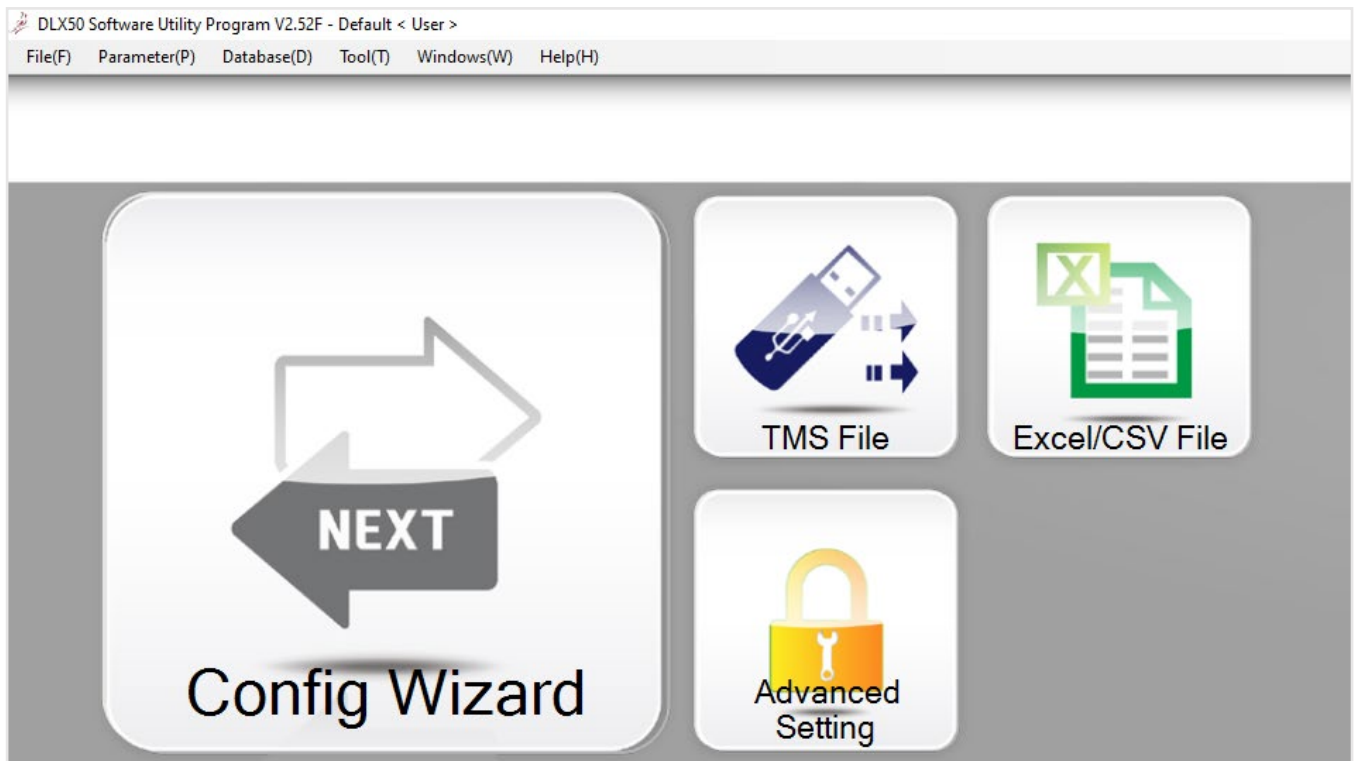 DLX50 Software Utility Program V2.52F - Default < User >
File(F) Parameter(P) Database(D) Tool(T) Windows(W) Help(H)
NEXT
Config Wizard
TMS File
X
Excel/CSV File
Advanced
Setting